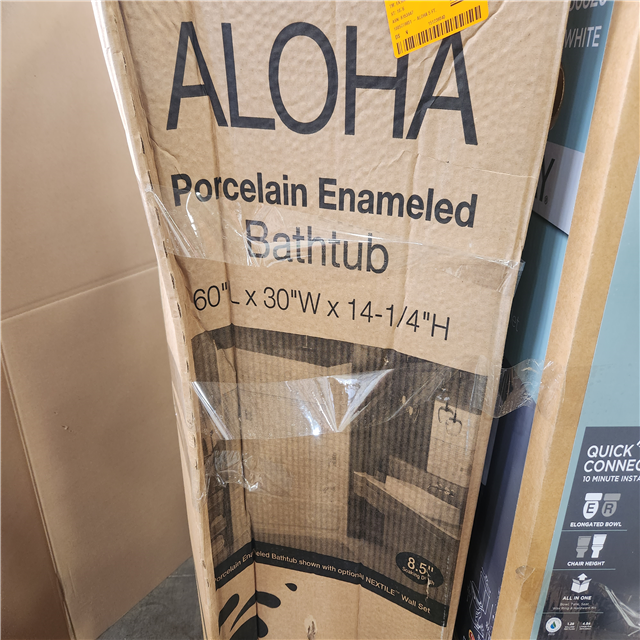 ALOHA
Porcelain Enameled
Bathtub
60"L x 30"W x 14-1/4"H
8.5"
Porcelain Enameled Bathtub shown with optional NEXTILE™ Wall Set
WHITE
QUICK
CONNEC
10 MINUTE INSTA
E R
ELONGATED BOWL
CHAIR HEIGHT
ALL IN ONE